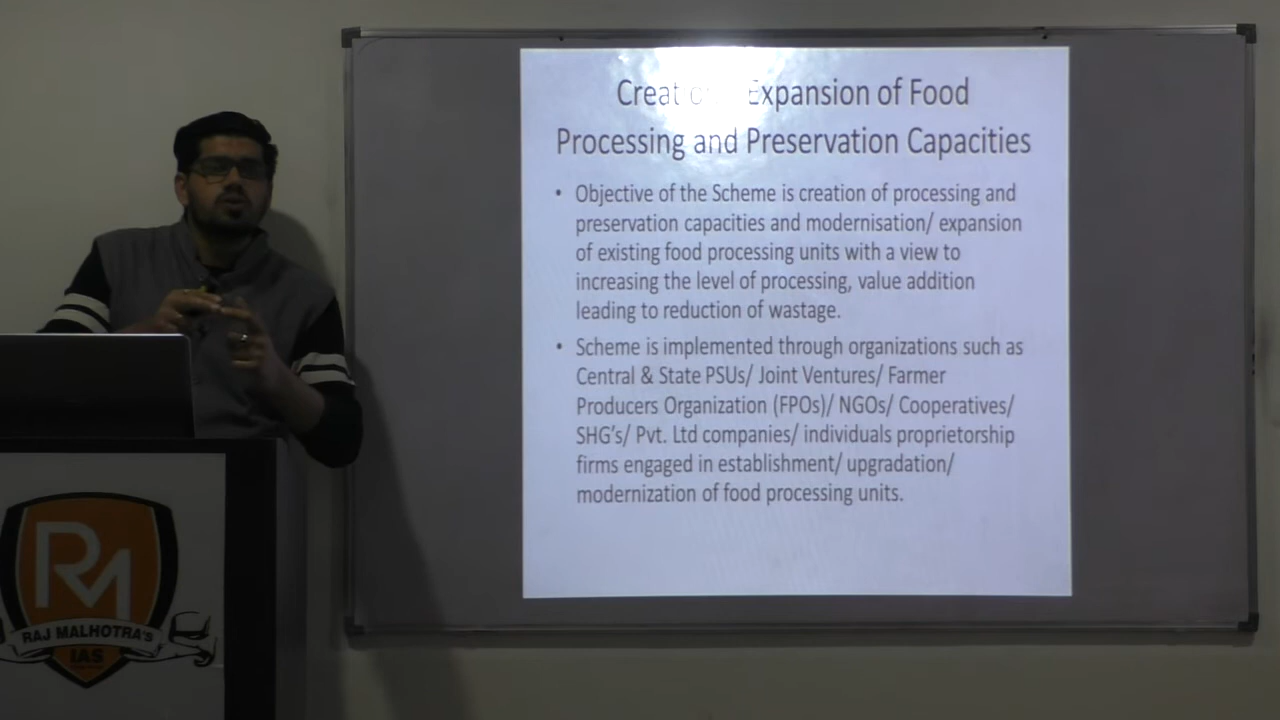 Expansion of Food
Processing and Preservation Capacities
• Objective of the Scheme is creation of processing and
preservation capacities and modernisation/ expansion
of existing food processing units with a view to
increasing the level of processing, value addition
leading to reduction of wastage.
• Scheme is implemented through organizations such as
Central & State PSUs/ Joint Ventures/ Farmer
Producers Organization (FPOs)/ NGOs/ Cooperatives/
SHG's/ Pvt. Ltd companies/ individuals proprietorship
firms engaged in establishment/ upgradation/
modernization of food processing units.
RM
RAJ MALHOTRA'S
IAS